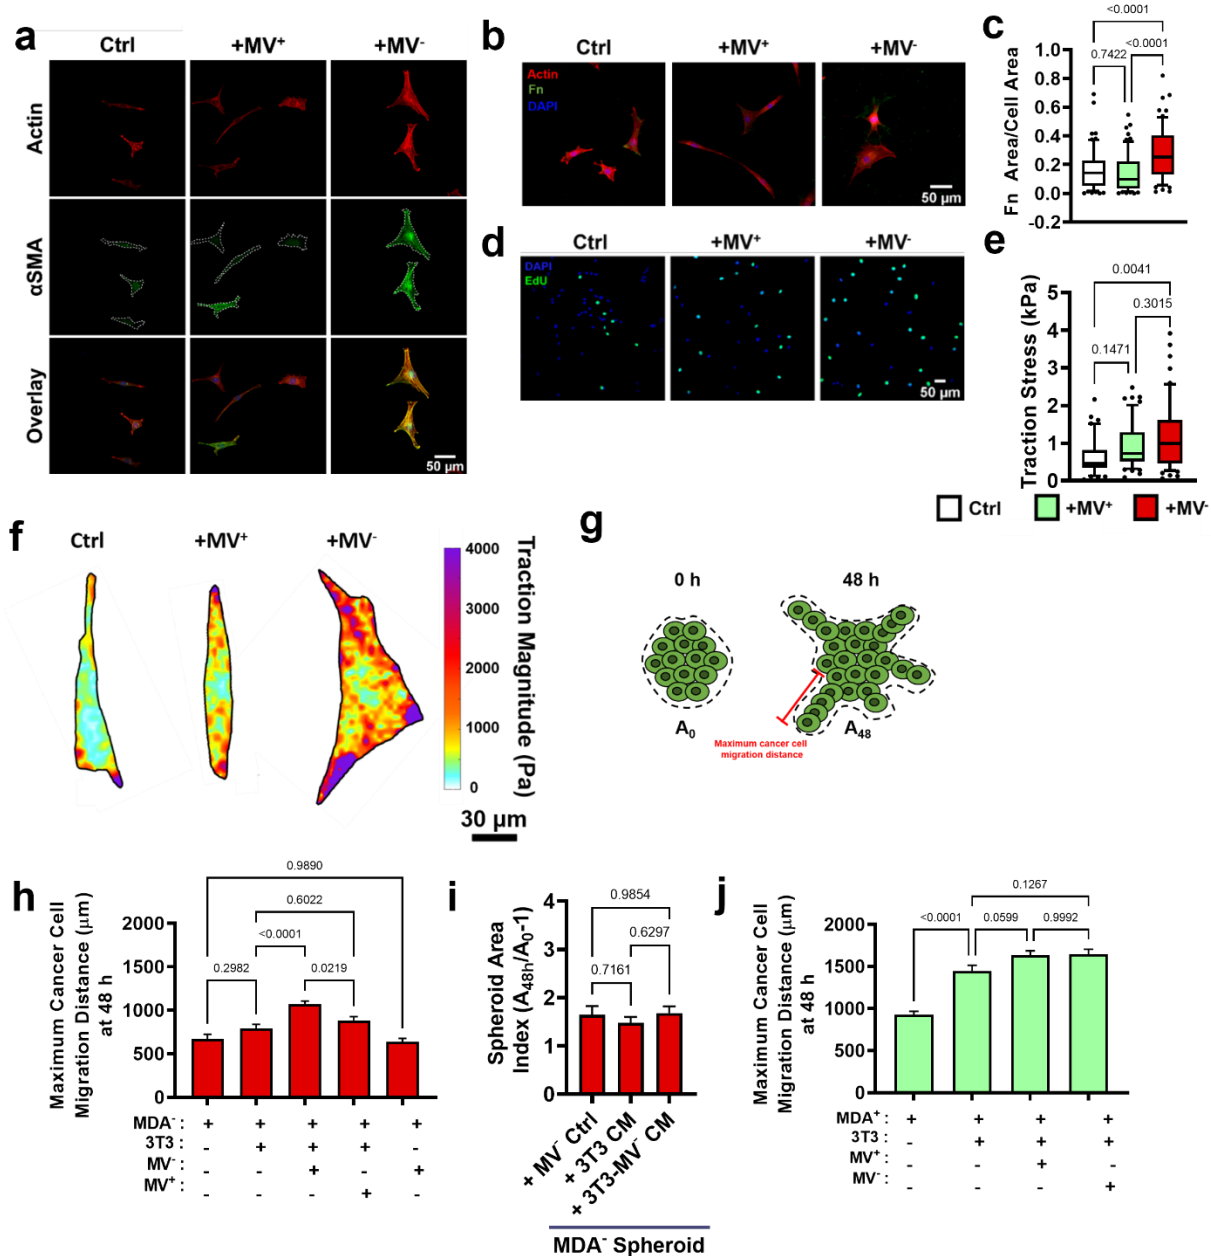 a
Ctrl
+MV⁺
+MV⁻
Actin
αSMA
Overlay
50 μm
b
Ctrl
+MV⁺
+MV⁻
Actin
Fn
DAPI
50 μm
c
<0.0001
0.7422
<0.0001
1.0
0.8
0.6
0.4
0.2
0.0
-0.2
Fn Area/Cell Area
d
Ctrl
+MV⁺
+MV⁻
DAPI
EdU
50 μm
e
0.0041
0.3015
0.1471
5
4
3
2
1
0
Traction Stress (kPa)
Ctrl
+MV⁺
+MV⁻
f
Ctrl
+MV⁺
+MV⁻
4000
3000
2000
1000
0
Traction Magnitude (Pa)
30 μm
g
0 h
48 h
A₀
A₄₈
Maximum cancer cell
migration distance
h
0.9890
0.6022
<0.0001
0.2982
0.0219
2000
1500
1000
500
0
Maximum Cancer Cell
Migration Distance (μm)
at 48 h
MDA⁻ : + + + + +
3T3 : - + + + -
MV⁻ : - - + - +
MV⁺ : - - - + -
i
0.9854
0.6297
0.7161
4
3
2
1
0
Spheroid Area
Index (A₄₈ₕ/A₀-1)
+ MV⁻ Ctrl
+ 3T3 CM
+ 3T3-MV⁻ CM
MDA⁻ Spheroid
j
0.1267
<0.0001
0.0599
0.9992
2000
1500
1000
500
0
Maximum Cancer Cell
Migration Distance (μm)
at 48 h
MDA⁺ : + + + +
3T3 : - + + +
MV⁺ : - - + -
MV⁻ : - - - +